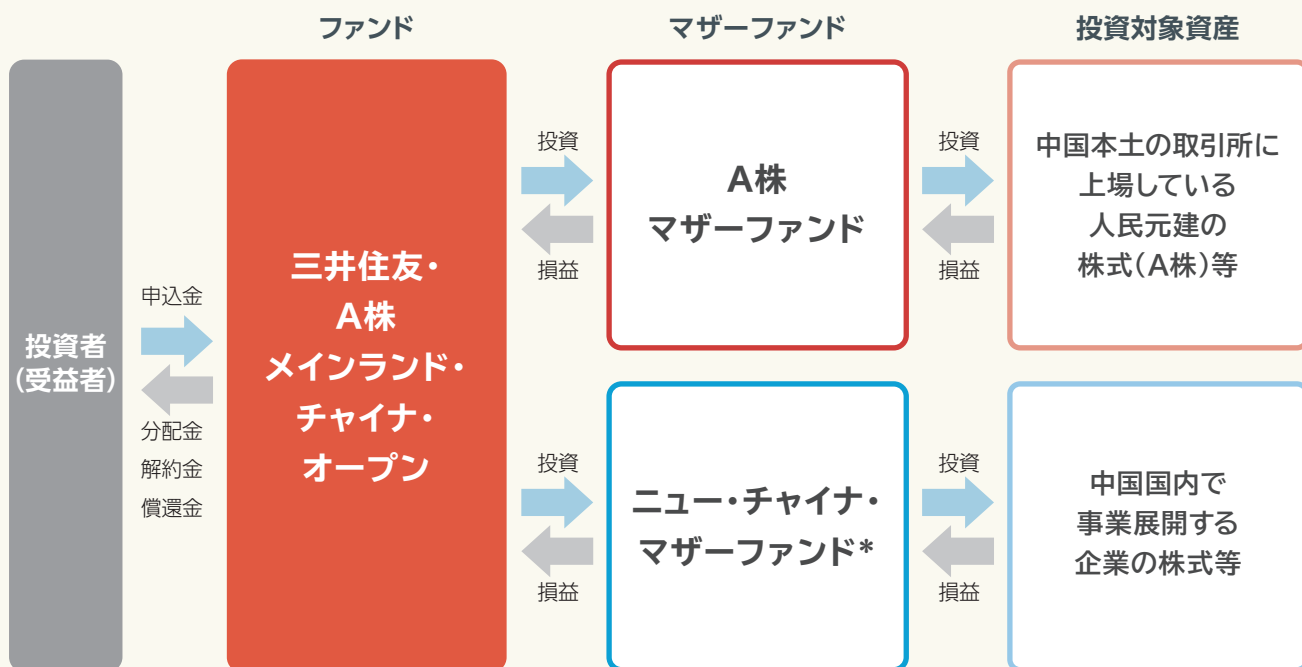 ファンド
マザーファンド
投資対象資産
投資者
(受益者)
申込金
分配金
解約金
償還金
三井住友・
A株
メインランド・
チャイナ・
オープン
投資
損益
A株
マザーファンド
投資
損益
中国本土の取引所に
上場している
人民元建の
株式(A株)等
投資
損益
ニュー・チャイナ・
マザーファンド*
投資
損益
中国国内で
事業展開する
企業の株式等